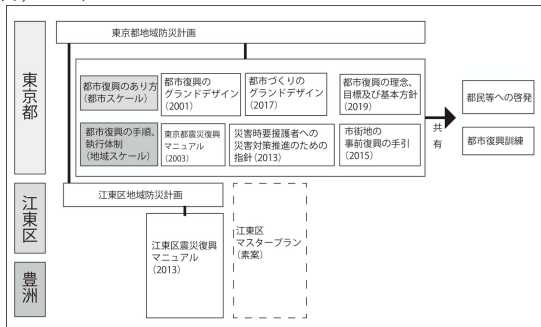 東京都地域防災計画
東京都
都市復興のあり方
(都市スケール)
都市復興の
グランドデザイン
(2001)
都市づくりの
グランドデザイン
(2017)
都市復興の理念、
目標及び基本方針
(2019)
都市復興の手順、
執行体制
(地域スケール)
東京都震災復興
マニュアル
(2003)
災害時要援護者への
災害対策推進のための
指針(2013)
市街地の
事前復興の手引
(2015)
共
有
都民等への啓発
都市復興訓練
江東区
江東区地域防災計画
江東区震災復興
マニュアル
(2013)
江東区
マスタープラン
(素案)
豊洲